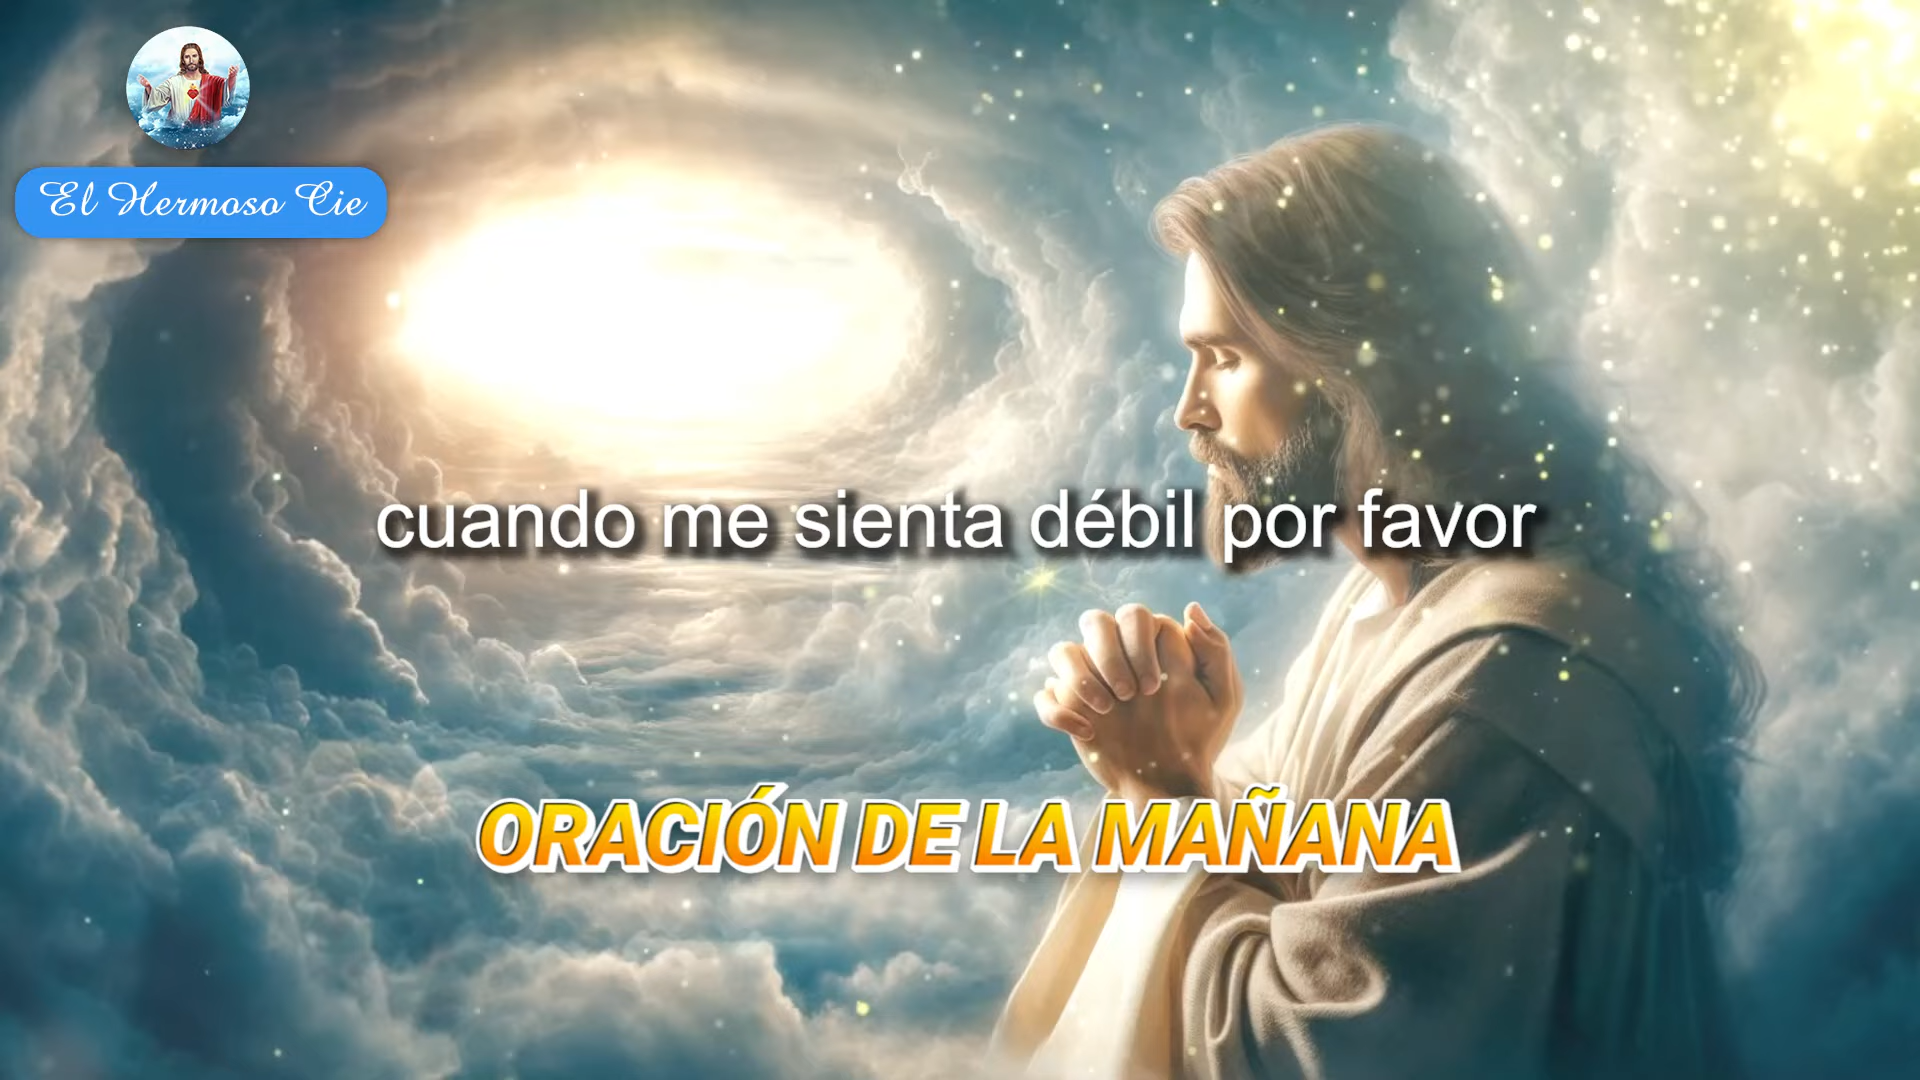 El Hermoso Cie
cuando me sienta débil por favor
ORACIÓN DE LA MAÑANA